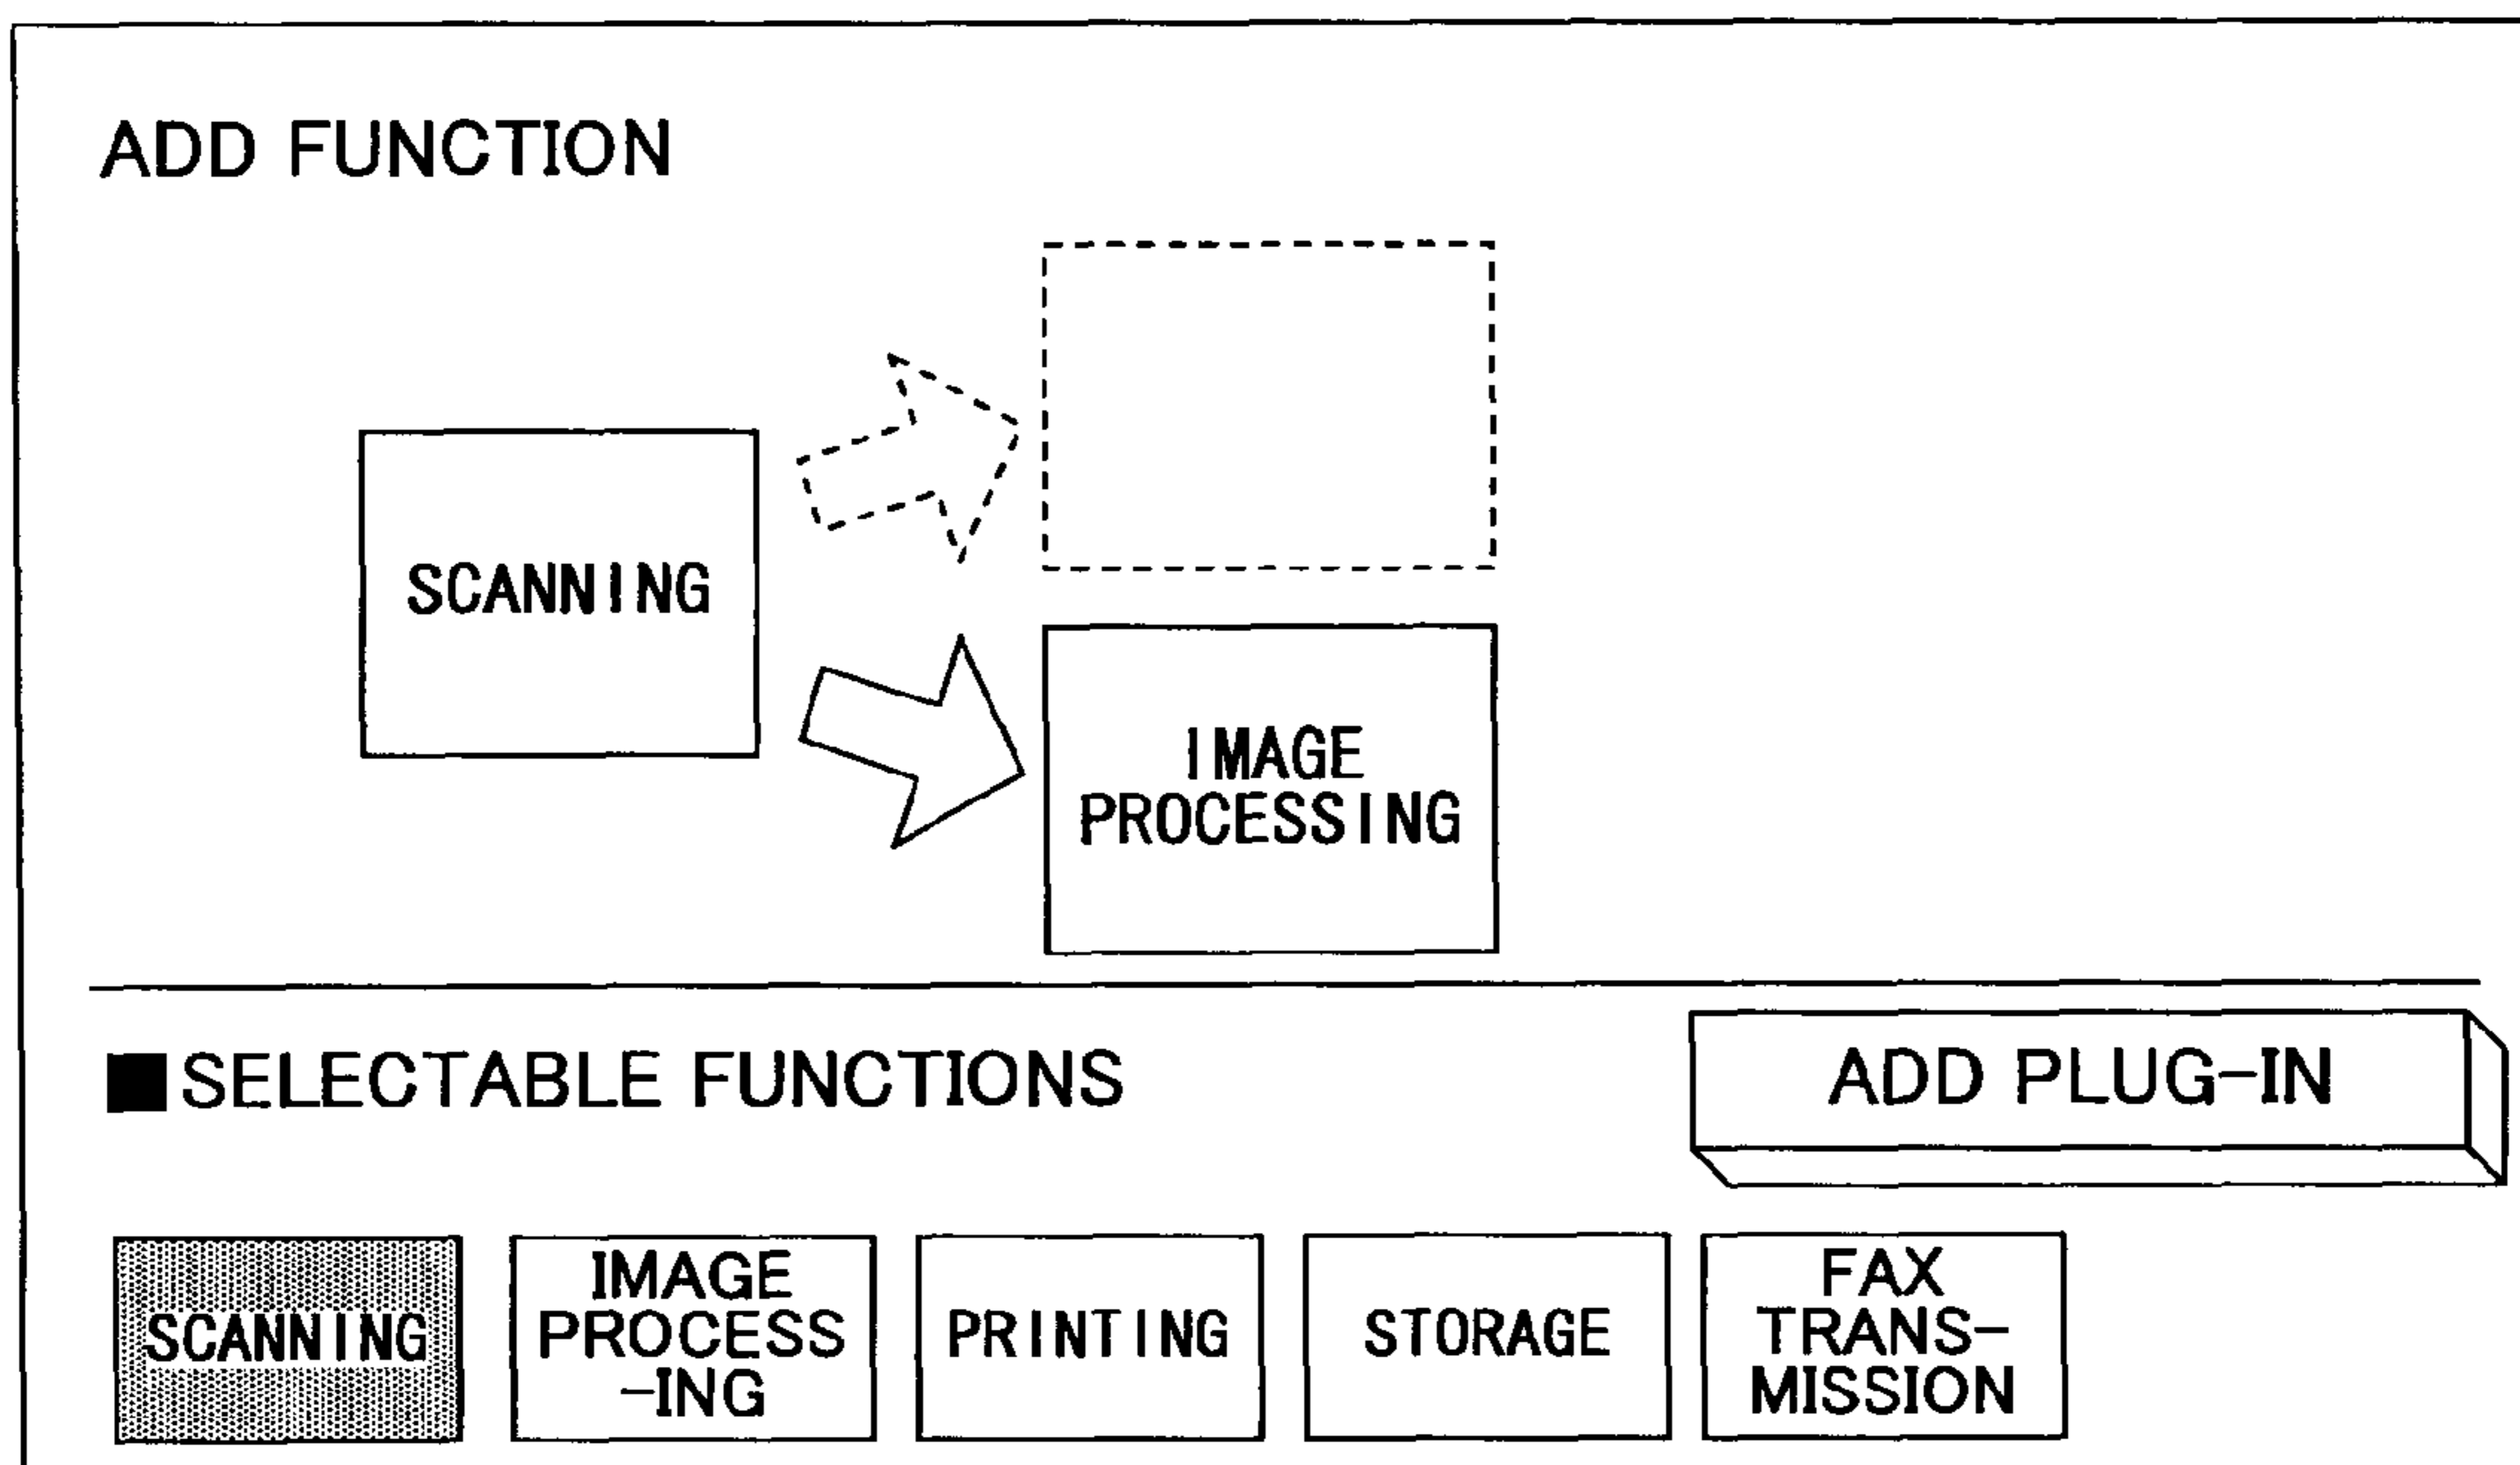 ADD FUNCTION
SCANNING
IMAGE
PROCESSING
SELECTABLE FUNCTIONS
ADD PLUG-IN
SCANNING
IMAGE
PROCESS
-ING
PRINTING
STORAGE
FAX
TRANS-
MISSION